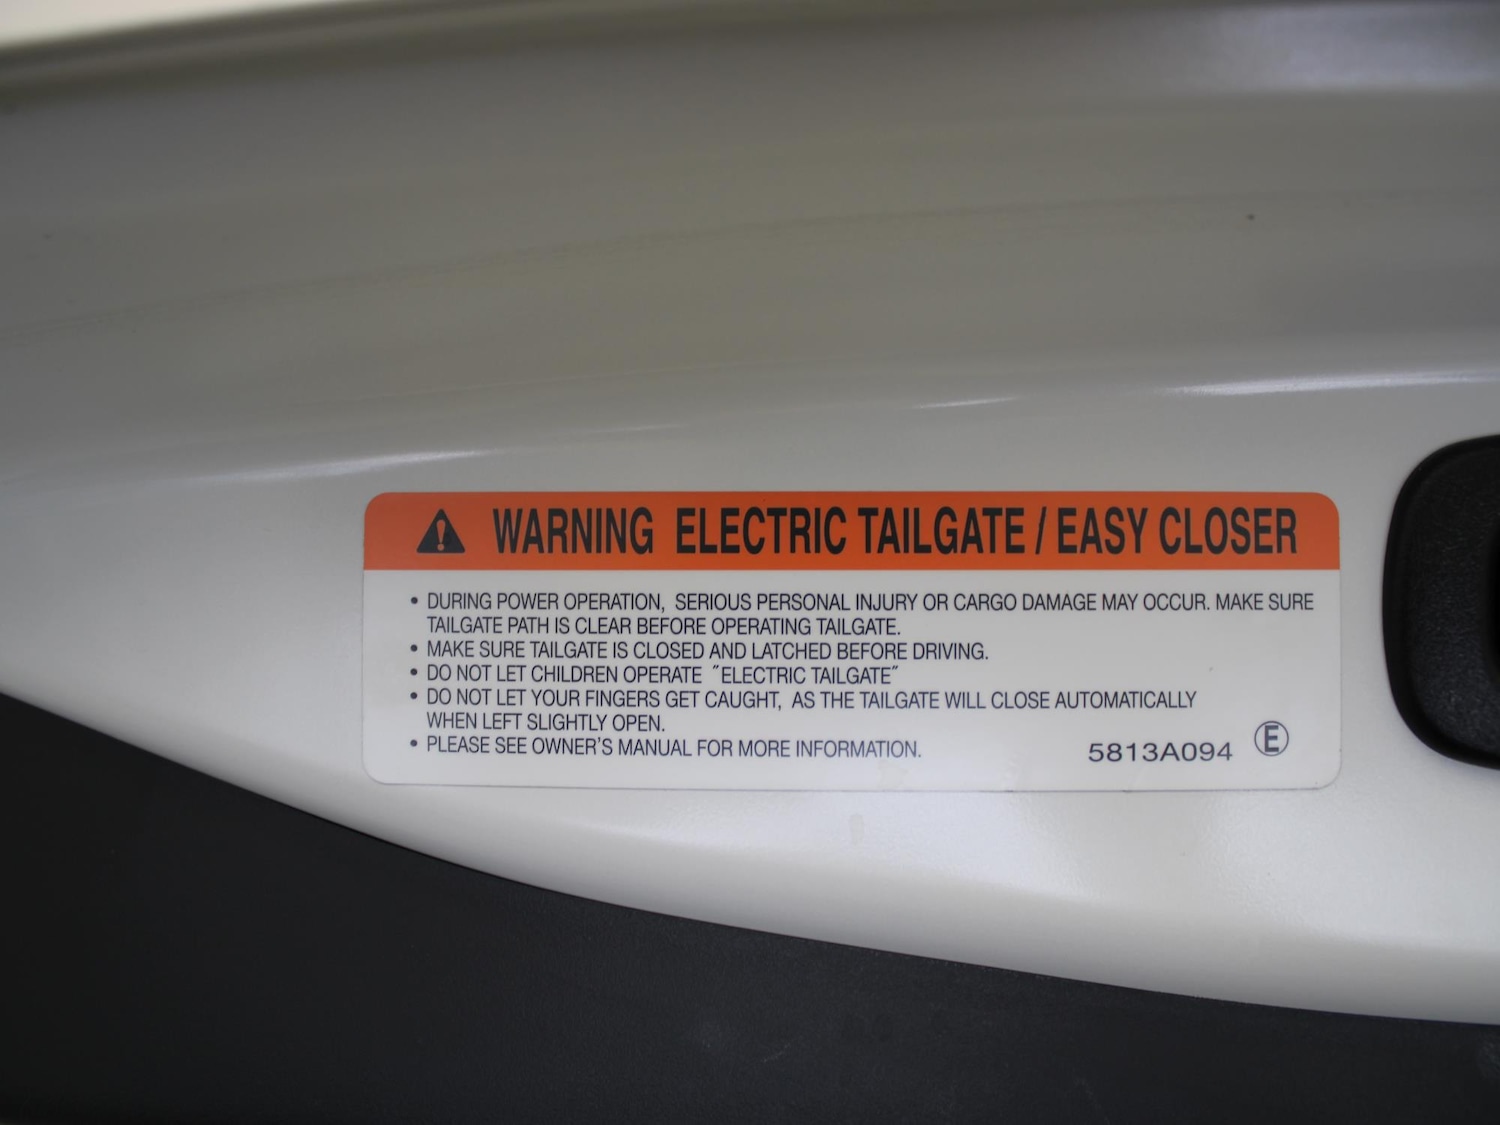 WARNING ELECTRIC TAILGATE / EASY CLOSER
• DURING POWER OPERATION, SERIOUS PERSONAL INJURY OR CARGO DAMAGE MAY OCCUR. MAKE SURE
TAILGATE PATH IS CLEAR BEFORE OPERATING TAILGATE.
• MAKE SURE TAILGATE IS CLOSED AND LATCHED BEFORE DRIVING.
• DO NOT LET CHILDREN OPERATE ˝ELECTRIC TAILGATE˝
• DO NOT LET YOUR FINGERS GET CAUGHT, AS THE TAILGATE WILL CLOSE AUTOMATICALLY
WHEN LEFT SLIGHTLY OPEN.
• PLEASE SEE OWNER'S MANUAL FOR MORE INFORMATION.
5813A094 Ⓔ